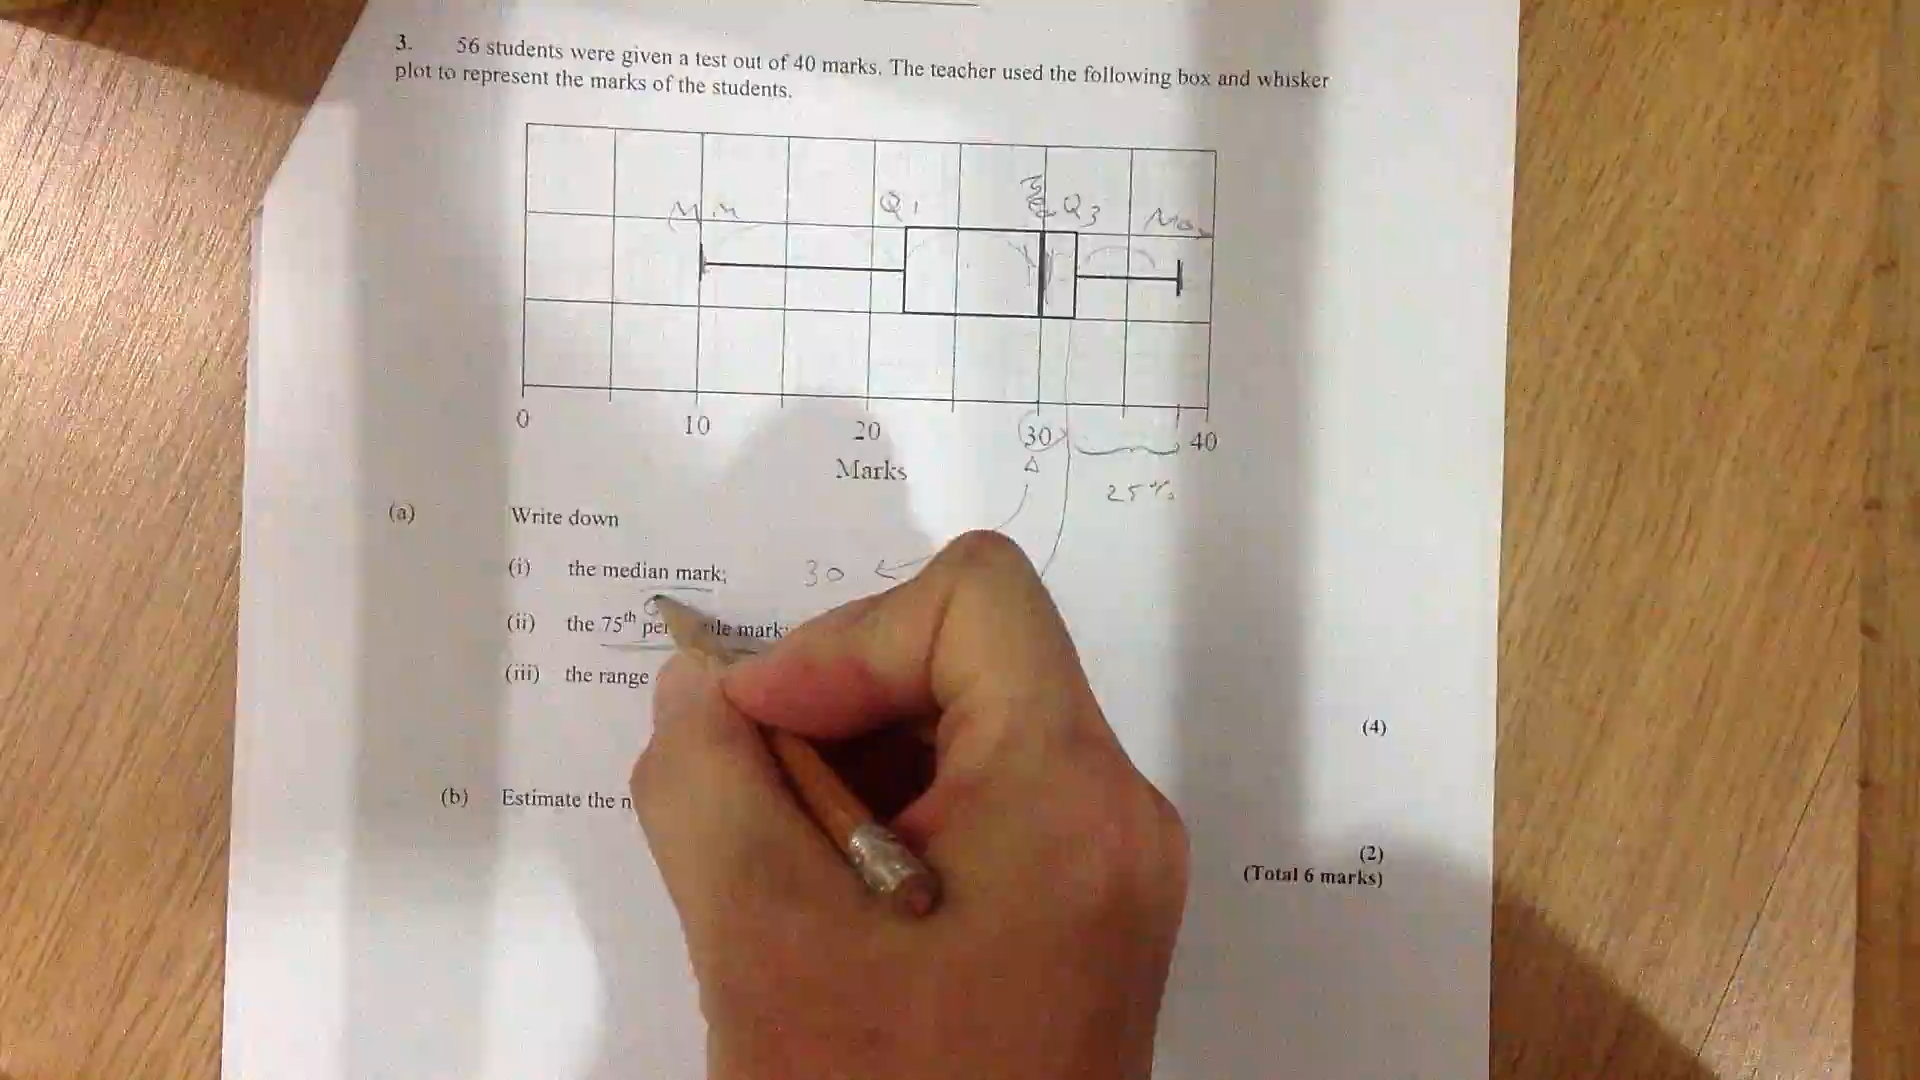 3. 56 students were given a test out of 40 marks. The teacher used the following box and whisker
plot to represent the marks of the students.
Min Q1 Q3
0 10 20 30 40
Marks
25%
(a) Write down
(i) the median mark; 30
(ii) the 75th mark
(iii) the range
(4)
(b) Estimate the
(2)
(Total 6 marks)